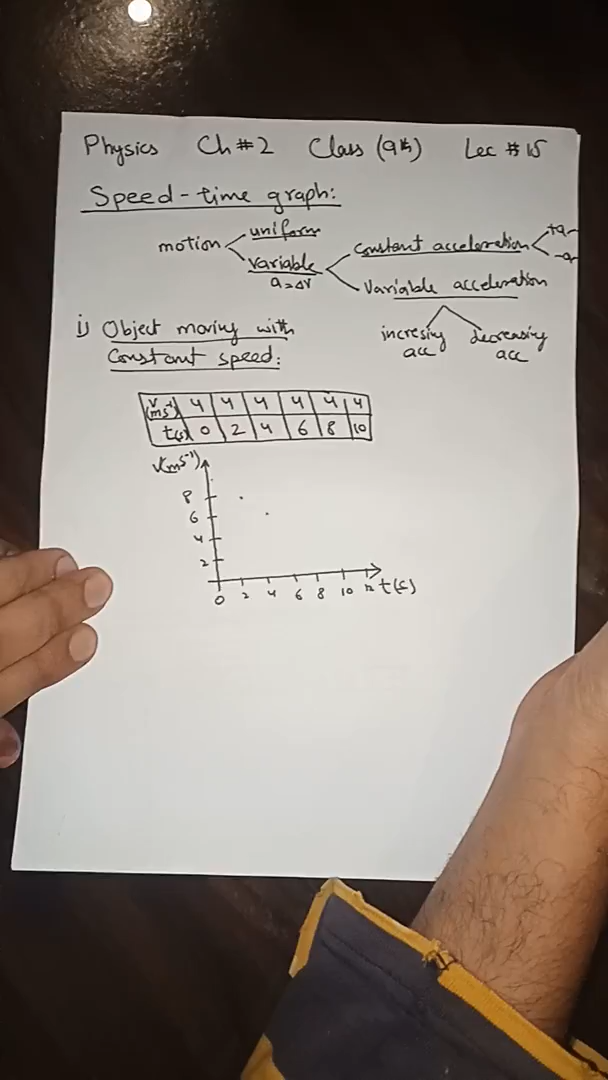 Physics Ch #2 Class (9th) Lec #15
Speed-time graph:
motion
uniform
Variable
a=ΔV
Constant acceleration
+a
-a
Variable acceleration
incresing
acc
decreasing
acc
i) Object moving with
Constant speed:
V(ms⁻¹) 4 4 4 4 4 4
t(s) 0 2 4 6 8 10
V(ms⁻¹)
8
6
4
2
0 2 4 6 8 10 12 t(s)